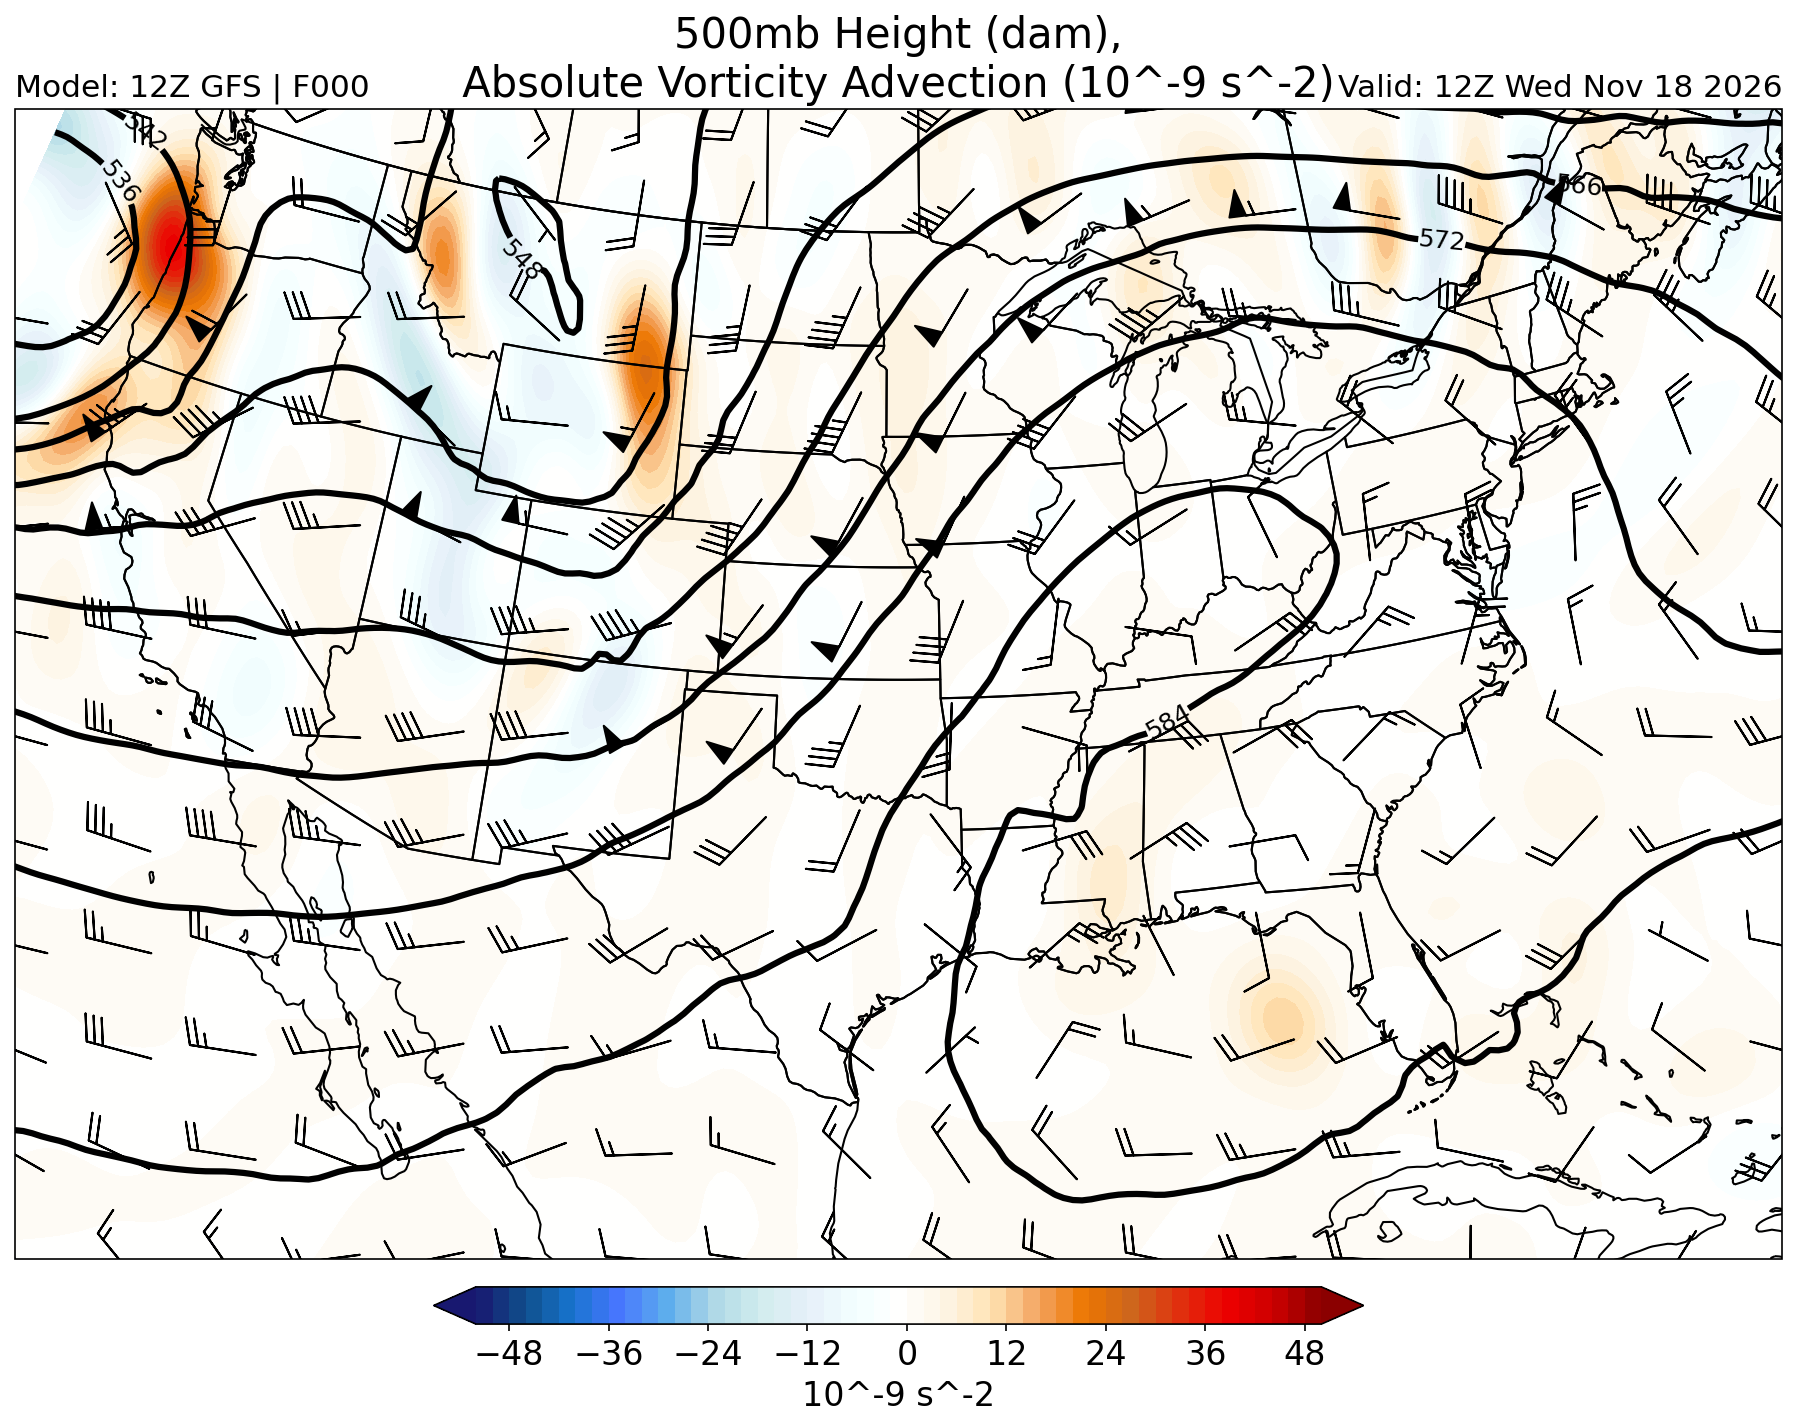 500mb Height (dam),
Model: 12Z GFS | F000
Absolute Vorticity Advection (10^-9 s^-2)
Valid: 12Z Wed Nov 18 2026
542
536
548
566
572
584
−48 −36 −24 −12 0 12 24 36 48
10^-9 s^-2